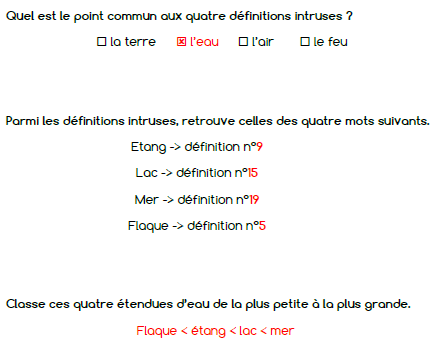 Quel est le point commun aux quatre définitions intruses ?
☐ la terre ☒ l'eau ☐ l'air ☐ le feu
Parmi les définitions intruses, retrouve celles des quatre mots suivants.
Etang -> définition n°9
Lac -> définition n°15
Mer -> définition n°19
Flaque -> définition n°5
Classe ces quatre étendues d'eau de la plus petite à la plus grande.
Flaque < étang < lac < mer